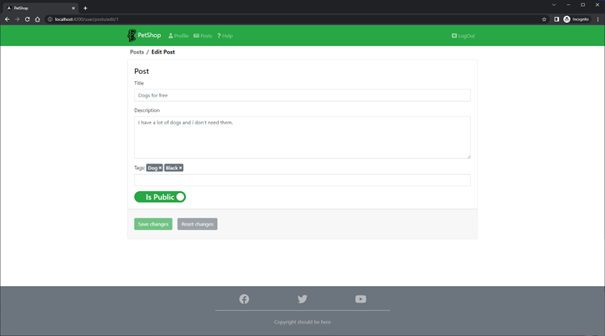 PetShop
Incognito
localhost:4200/user/posts/edit/1
PetShop Profile Posts Help LogOut
Posts / Edit Post
Post
Title
Dogs for free
Description
I have a lot of dogs and i don't need them.
Tags: Dog × Black ×
Is Public
Save changes Reset changes
Copyright should be here